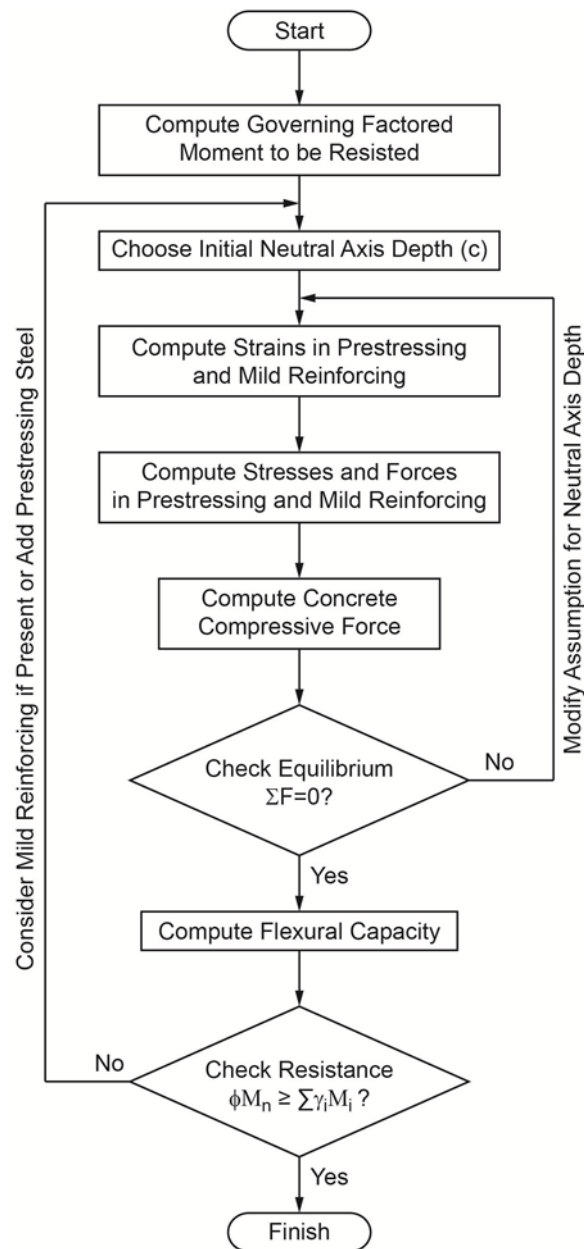 Start
Compute Governing Factored
Moment to be Resisted
Choose Initial Neutral Axis Depth (c)
Compute Strains in Prestressing
and Mild Reinforcing
Compute Stresses and Forces
in Prestressing and Mild Reinforcing
Compute Concrete
Compressive Force
Check Equilibrium
ΣF=0?
No
Modify Assumption for Neutral Axis Depth
Yes
Compute Flexural Capacity
Check Resistance
ϕMₙ ≥ ∑γᵢMᵢ ?
No
Consider Mild Reinforcing if Present or Add Prestressing Steel
Yes
Finish